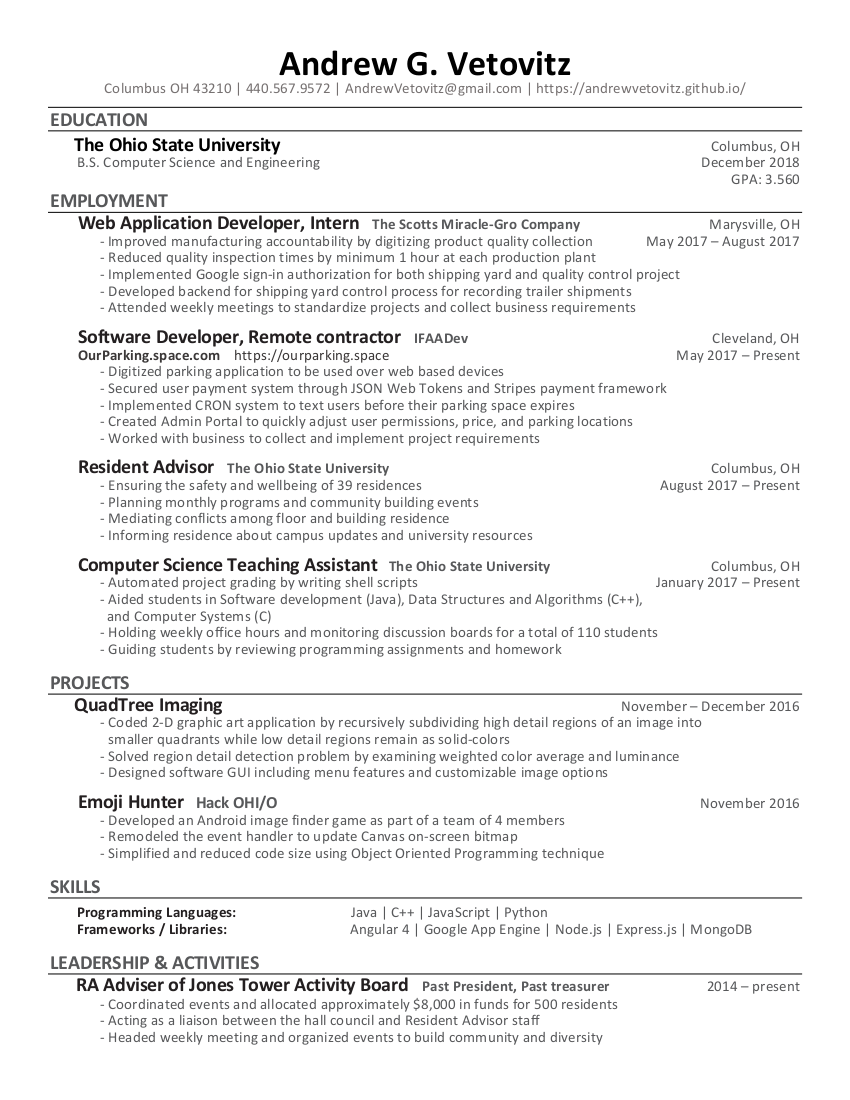 Andrew G. Vetovitz
Columbus OH 43210 | 440.567.9572 | AndrewVetovitz@gmail.com | https://andrewvetovitz.github.io/
EDUCATION
The Ohio State University Columbus, OH
B.S. Computer Science and Engineering December 2018
GPA: 3.560
EMPLOYMENT
Web Application Developer, Intern The Scotts Miracle-Gro Company Marysville, OH
- Improved manufacturing accountability by digitizing product quality collection May 2017 – August 2017
- Reduced quality inspection times by minimum 1 hour at each production plant
- Implemented Google sign-in authorization for both shipping yard and quality control project
- Developed backend for shipping yard control process for recording trailer shipments
- Attended weekly meetings to standardize projects and collect business requirements
Software Developer, Remote contractor IFAADev Cleveland, OH
OurParking.space.com https://ourparking.space May 2017 – Present
- Digitized parking application to be used over web based devices
- Secured user payment system through JSON Web Tokens and Stripes payment framework
- Implemented CRON system to text users before their parking space expires
- Created Admin Portal to quickly adjust user permissions, price, and parking locations
- Worked with business to collect and implement project requirements
Resident Advisor The Ohio State University Columbus, OH
- Ensuring the safety and wellbeing of 39 residences August 2017 – Present
- Planning monthly programs and community building events
- Mediating conflicts among floor and building residence
- Informing residence about campus updates and university resources
Computer Science Teaching Assistant The Ohio State University Columbus, OH
- Automated project grading by writing shell scripts January 2017 – Present
- Aided students in Software development (Java), Data Structures and Algorithms (C++),
and Computer Systems (C)
- Holding weekly office hours and monitoring discussion boards for a total of 110 students
- Guiding students by reviewing programming assignments and homework
PROJECTS
QuadTree Imaging November – December 2016
- Coded 2-D graphic art application by recursively subdividing high detail regions of an image into
smaller quadrants while low detail regions remain as solid-colors
- Solved region detail detection problem by examining weighted color average and luminance
- Designed software GUI including menu features and customizable image options
Emoji Hunter Hack OHI/O November 2016
- Developed an Android image finder game as part of a team of 4 members
- Remodeled the event handler to update Canvas on-screen bitmap
- Simplified and reduced code size using Object Oriented Programming technique
SKILLS
Programming Languages: Java | C++ | JavaScript | Python
Frameworks / Libraries: Angular 4 | Google App Engine | Node.js | Express.js | MongoDB
LEADERSHIP & ACTIVITIES
RA Adviser of Jones Tower Activity Board Past President, Past treasurer 2014 – present
- Coordinated events and allocated approximately $8,000 in funds for 500 residents
- Acting as a liaison between the hall council and Resident Advisor staff
- Headed weekly meeting and organized events to build community and diversity